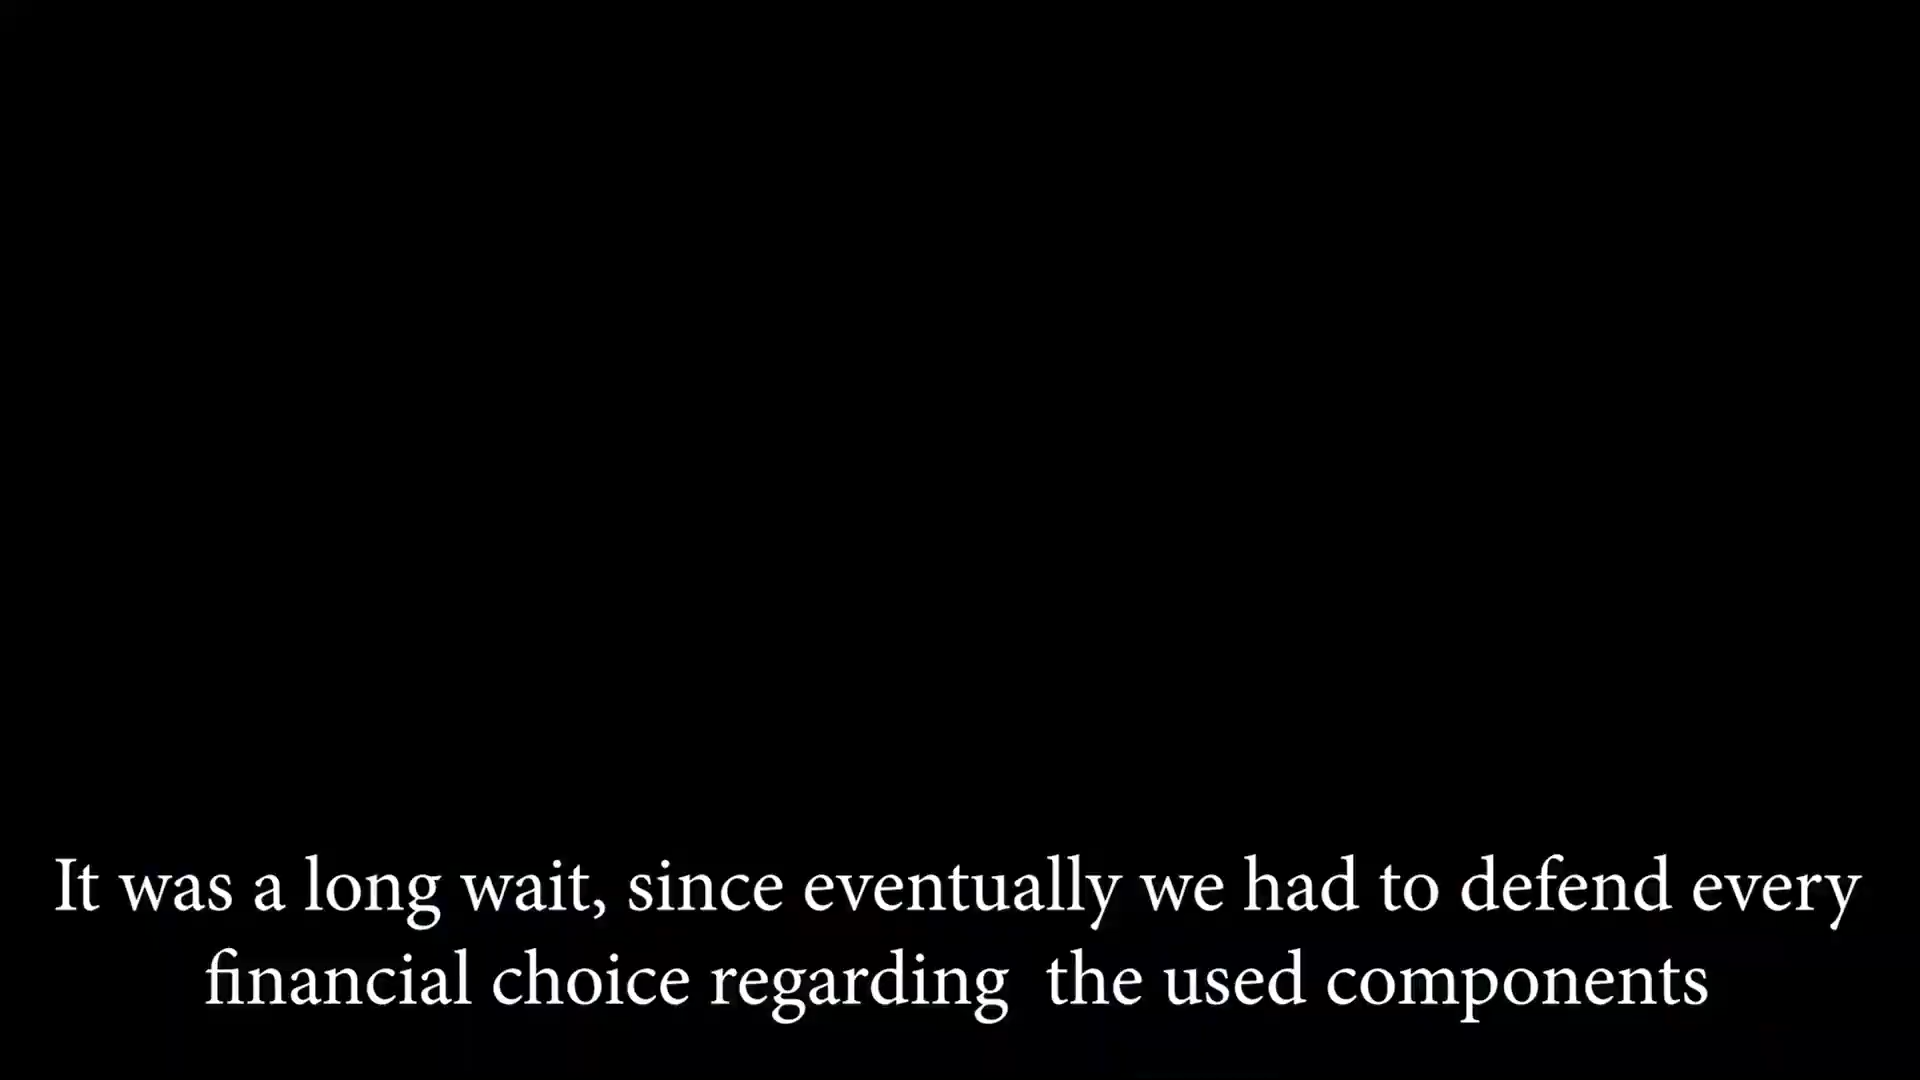 It was a long wait, since eventually we had to defend every
financial choice regarding  the used components